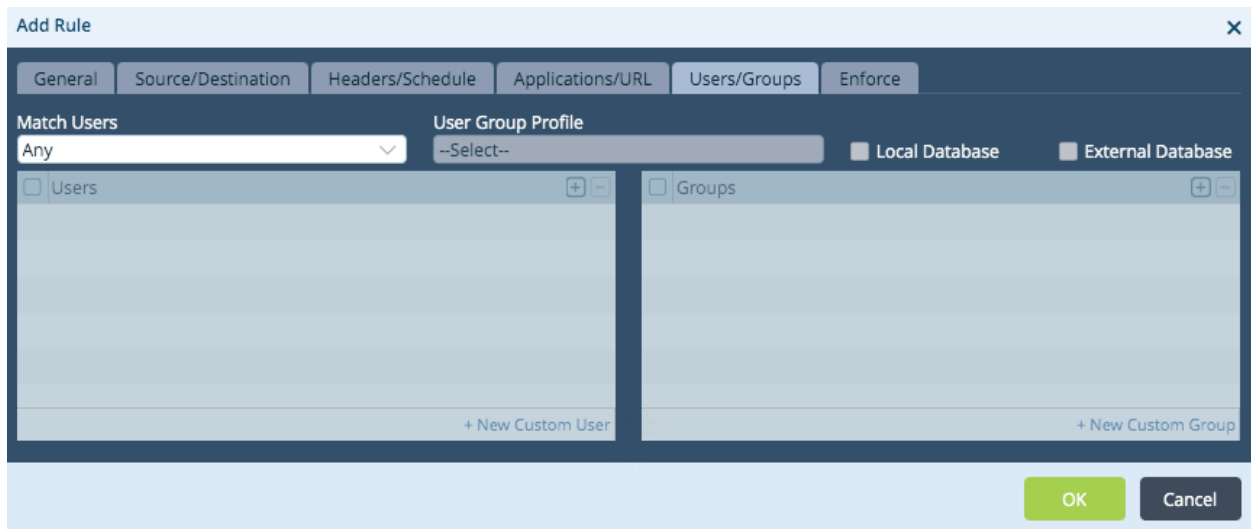 Add Rule
General Source/Destination Headers/Schedule Applications/URL Users/Groups Enforce
Match Users User Group Profile
Any --Select-- Local Database External Database
Users Groups
+ New Custom User + New Custom Group
OK Cancel